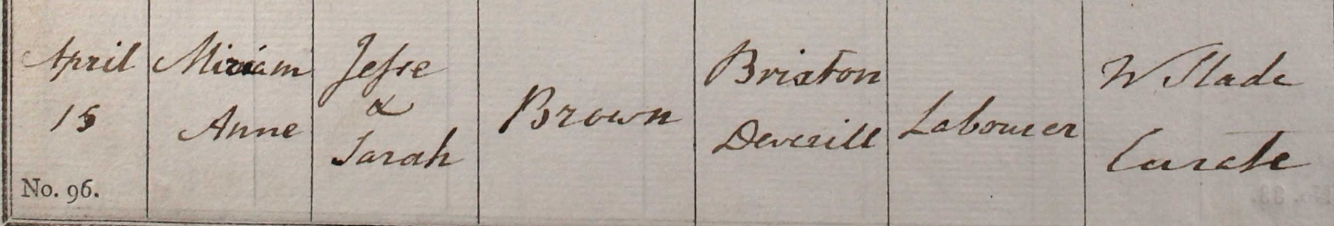 April
15
No. 96.
Miriam
Anne
Jesse
&
Sarah
Brown
Brixton
Deverill
Labourer
W Slade
Curate